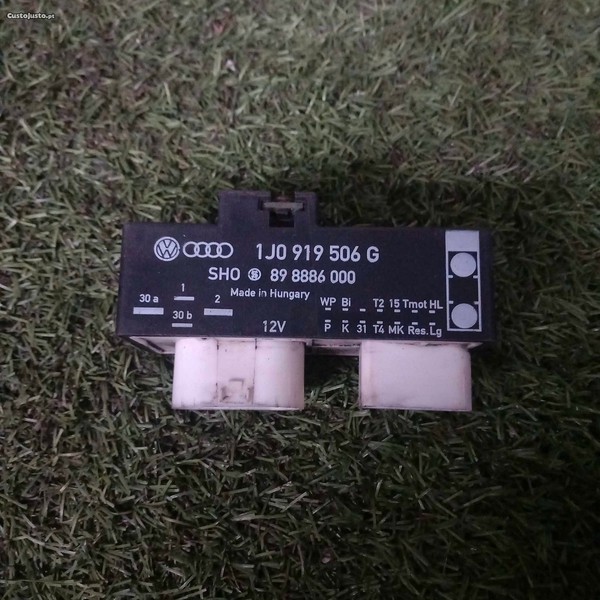 CustoJusto.pt
1J0 919 506 G
SHO 89 8886 000
Made in Hungary
30 a 1 2
30 b
12V
WP Bi T2 15 Tmot HL
P K 31 T4 MK Res. Lg